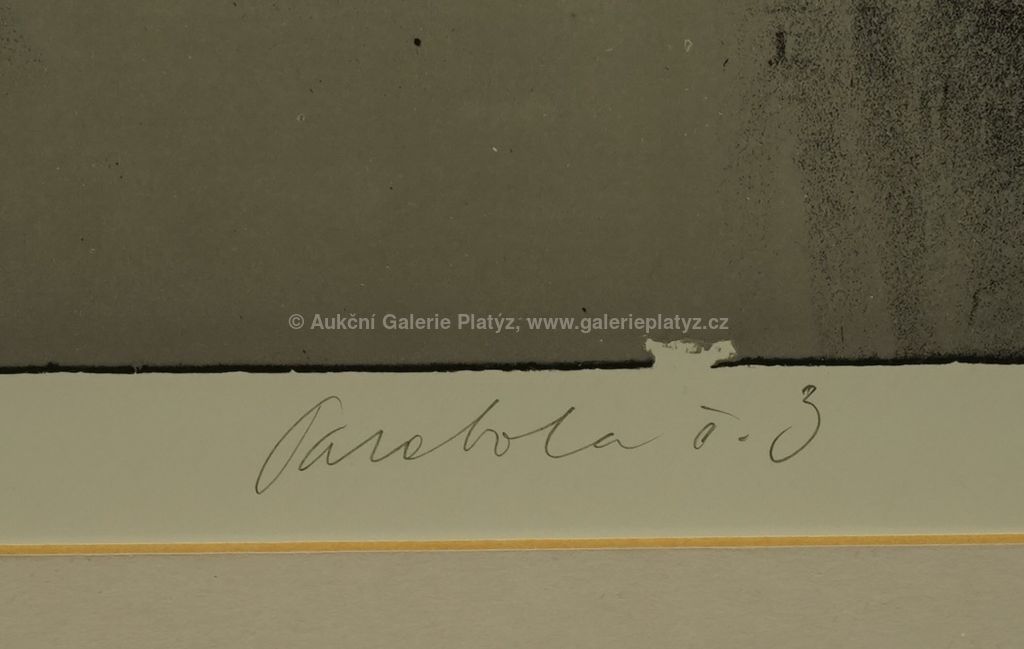 © Aukční Galerie Platýz, www.galerieplatyz.cz
Parabola č. 3